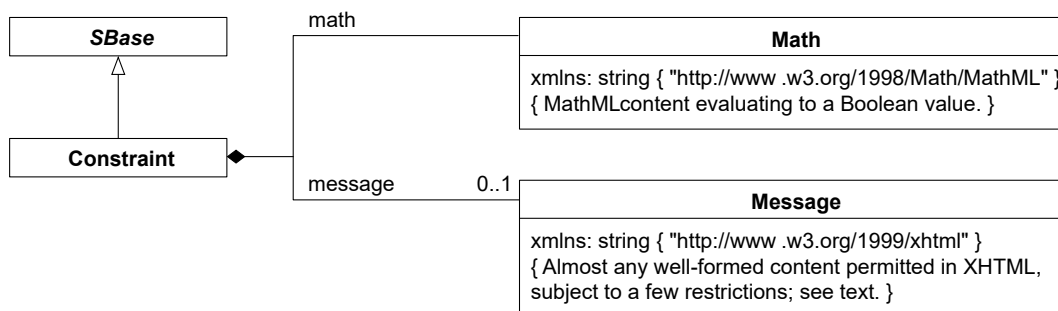 SBase
Constraint
math
Math
xmlns: string { "http://www .w3.org/1998/Math/MathML" }
{ MathMLcontent evaluating to a Boolean value. }
message 0..1
Message
xmlns: string { "http://www .w3.org/1999/xhtml" }
{ Almost any well-formed content permitted in XHTML,
subject to a few restrictions; see text. }